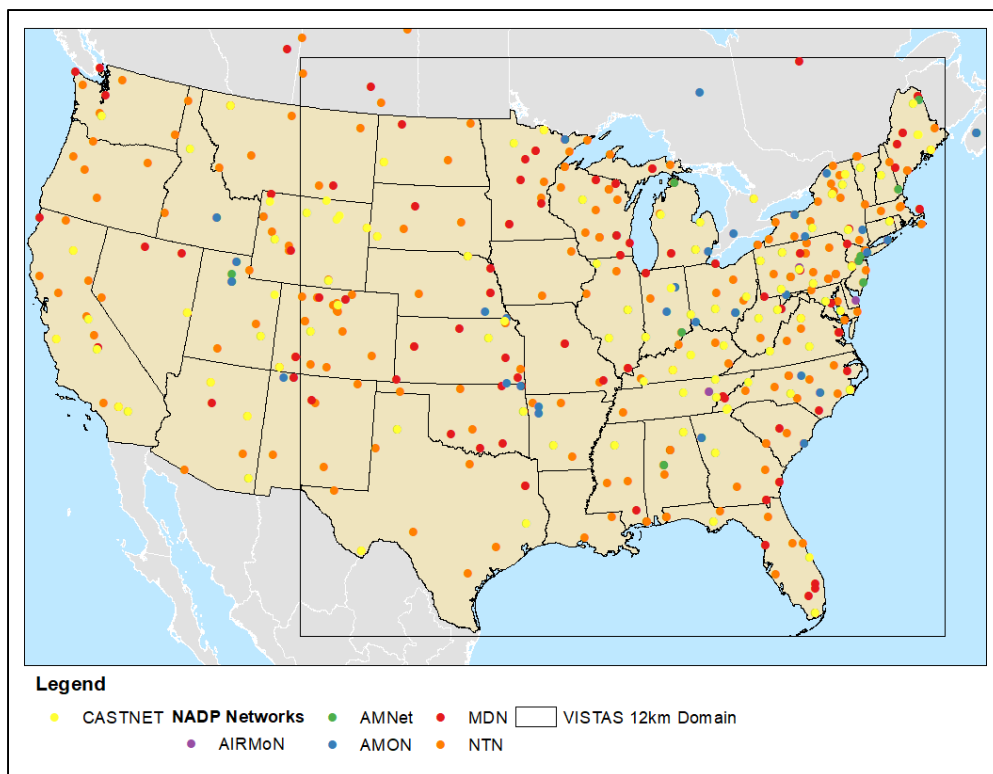 Legend
CASTNET NADP Networks AMNet MDN VISTAS 12km Domain
AIRMoN AMON NTN